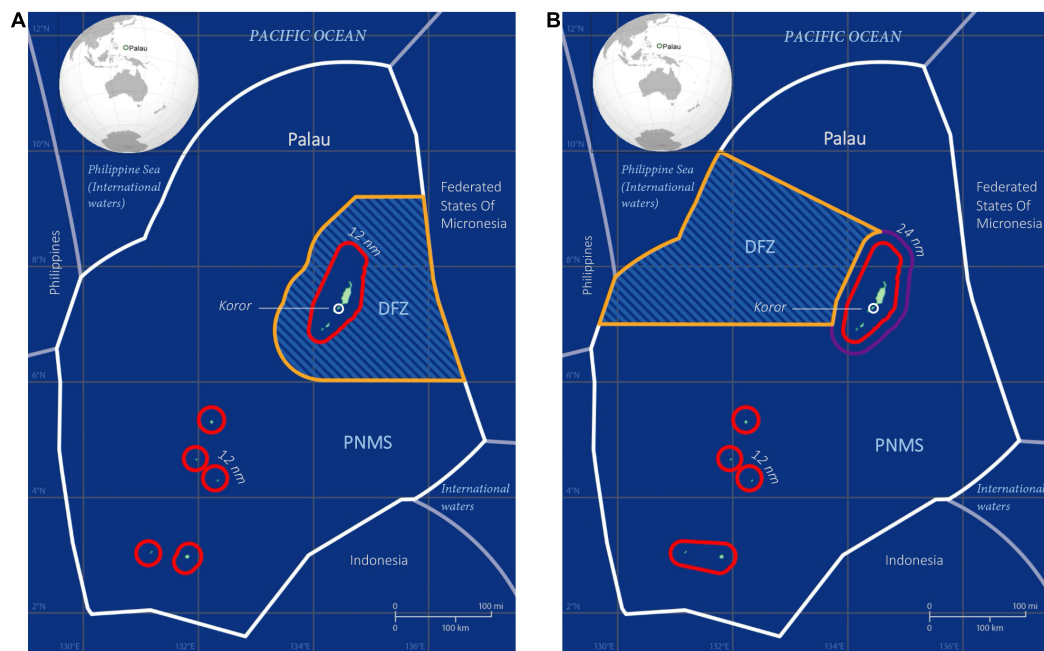 A
PACIFIC OCEAN
12°N
Palau
Palau
10°N
Philippine Sea
(International
waters)
Federated
States Of
Micronesia
12 nm
Philippines
8°N
Koror
DFZ
6°N
PNMS
12 nm
4°N
International
waters
Indonesia
2°N
0 100 mi
0 100 km
130°E
132°E
134°E
136°E
B
PACIFIC OCEAN
12°N
Palau
Palau
10°N
Philippine Sea
(International
waters)
Federated
States Of
Micronesia
24 nm
DFZ
Philippines
8°N
12 nm
Koror
6°N
PNMS
12 nm
4°N
International
waters
Indonesia
2°N
0 100 mi
0 100 km
130°E
132°E
134°E
136°E